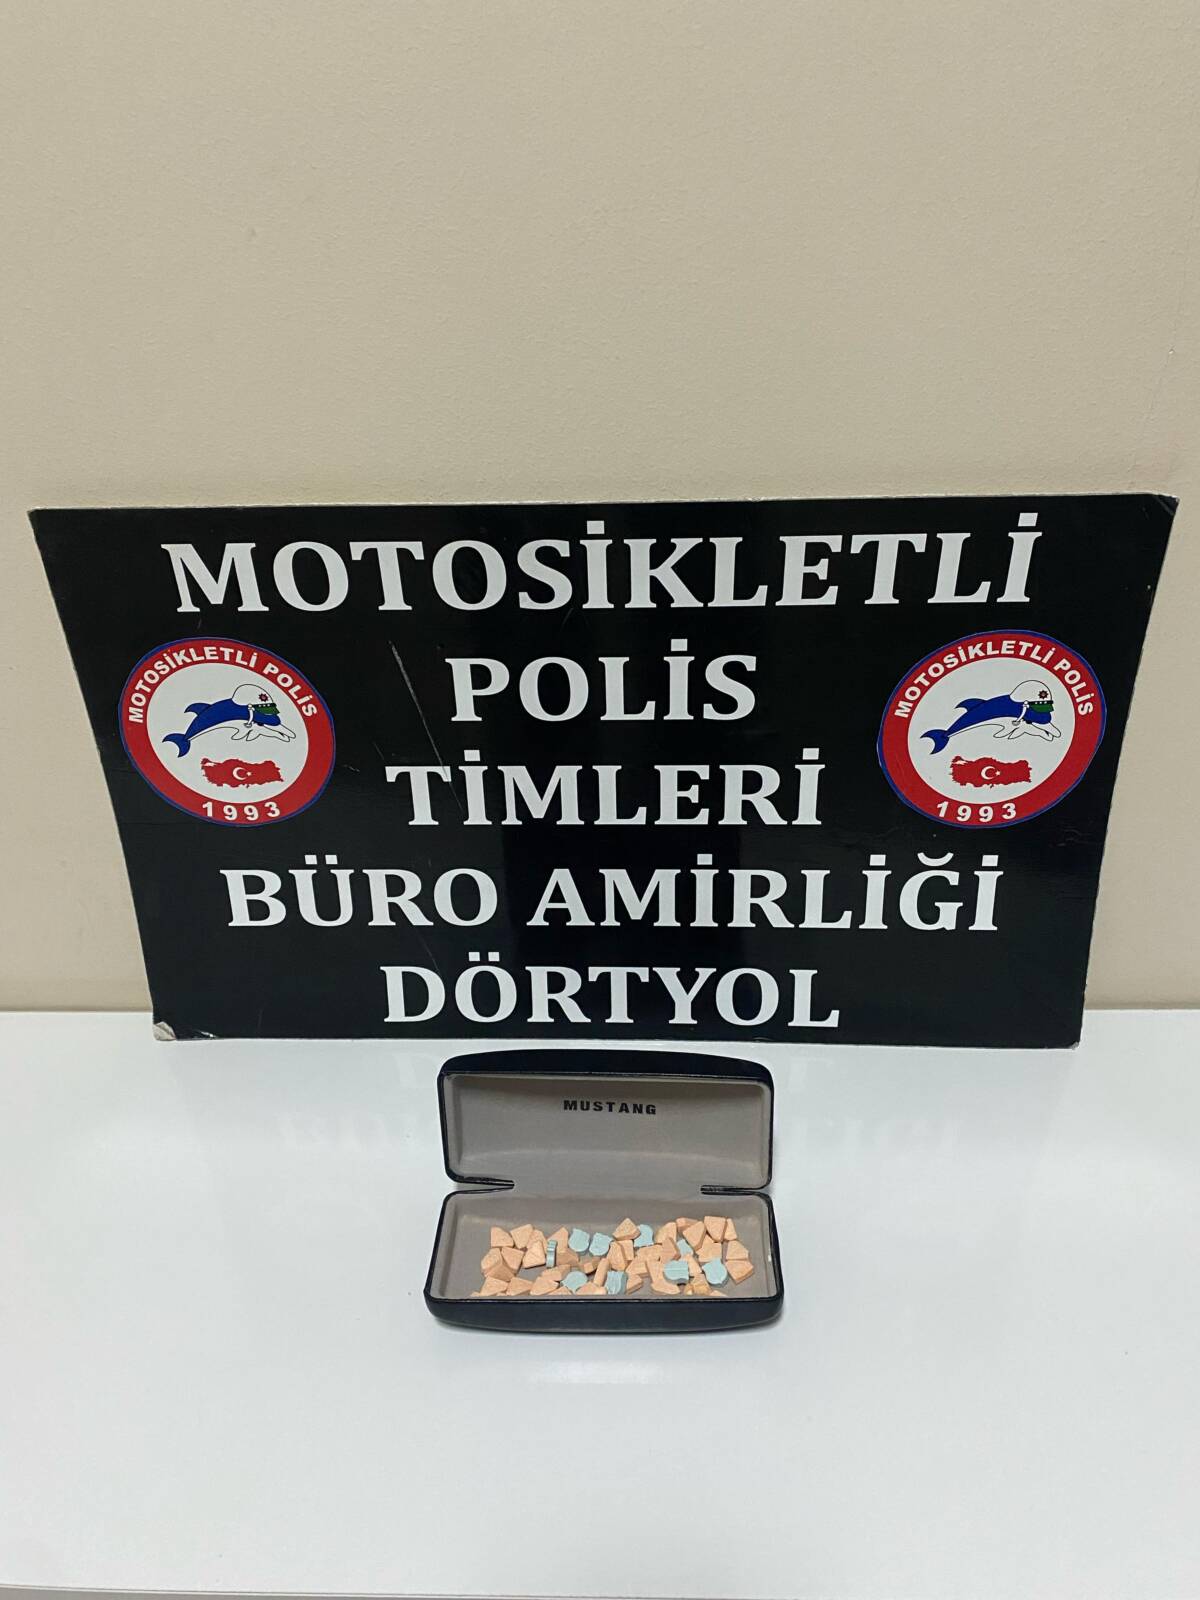 MOTOSİKLETLİ
POLİS
TİMLERİ
BÜRO AMİRLİĞİ
DÖRTYOL
MOTOSİKLETLİ POLİS
1993
MOTOSİKLETLİ POLİS
1993
MUSTANG